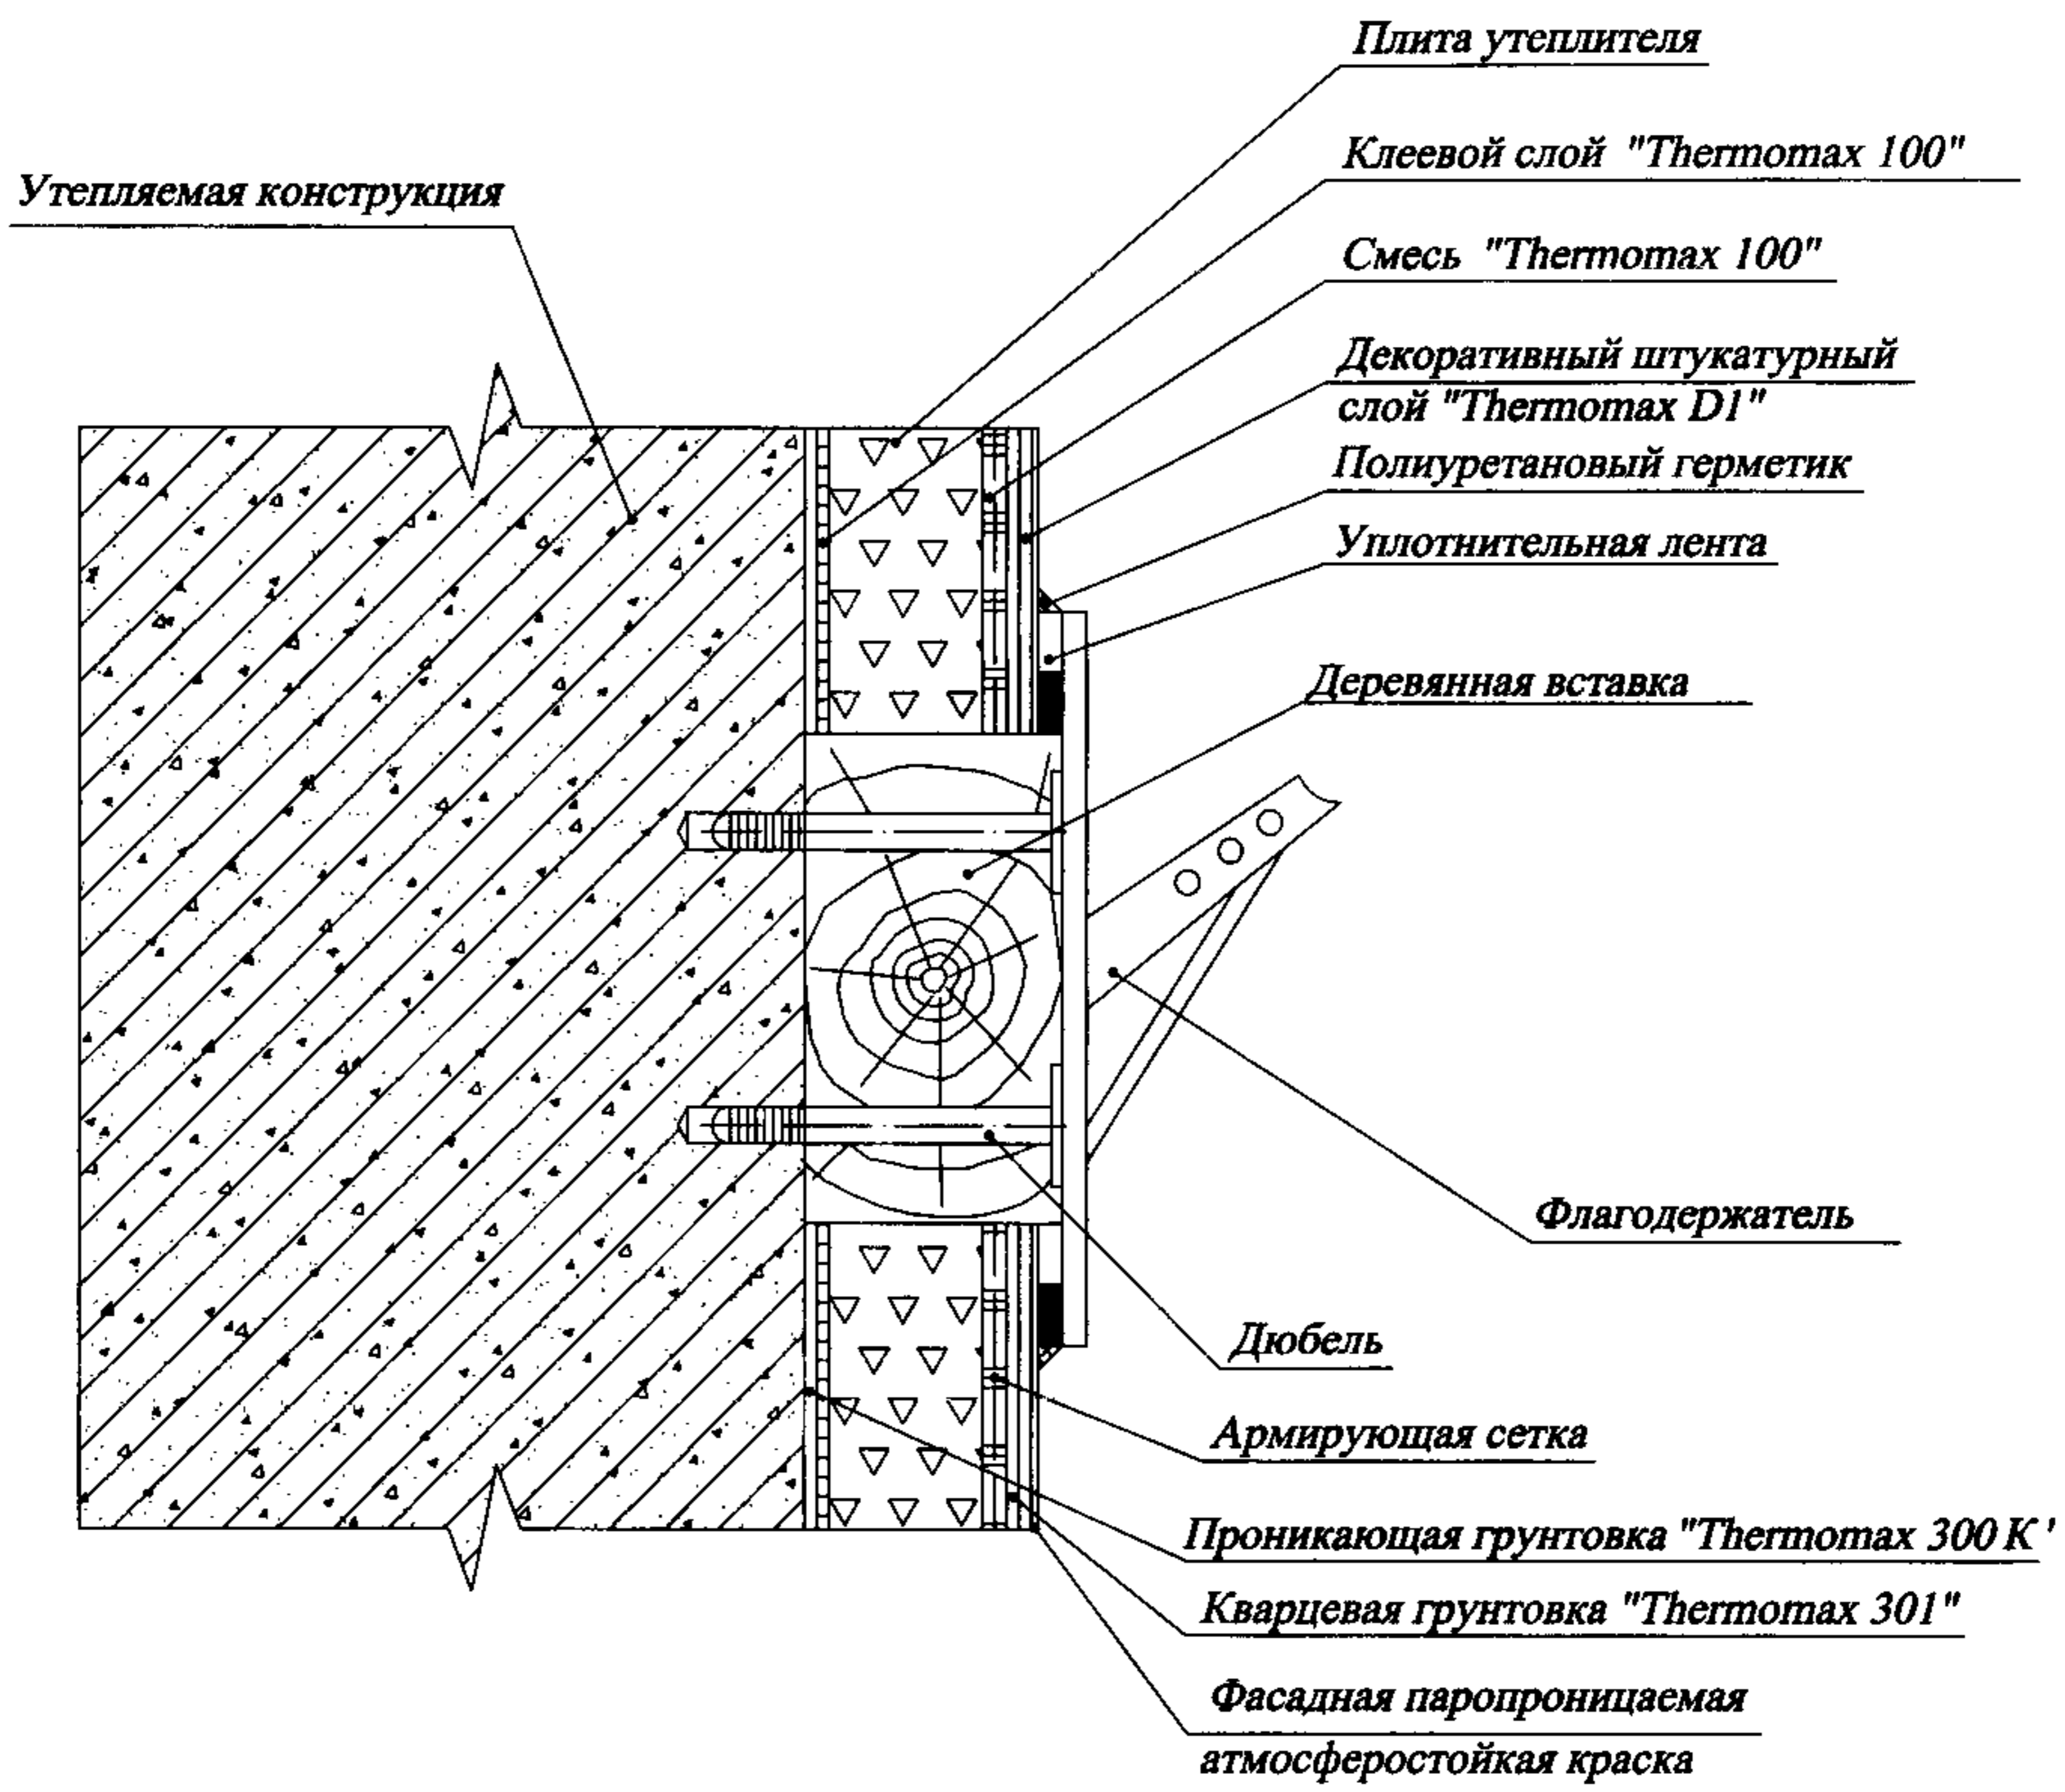 Плита утеплителя
Клеевой слой "Thermomax 100"
Утепляемая конструкция
Смесь "Thermomax 100"
Декоративный штукатурный
слой "Thermomax D1"
Полиуретановый герметик
Уплотнительная лента
Деревянная вставка
Флагодержатель
Дюбель
Армирующая сетка
Проникающая грунтовка "Thermomax 300 К'
Кварцевая грунтовка "Thermomax 301"
Фасадная паропроницаемая
атмосферостойкая краска